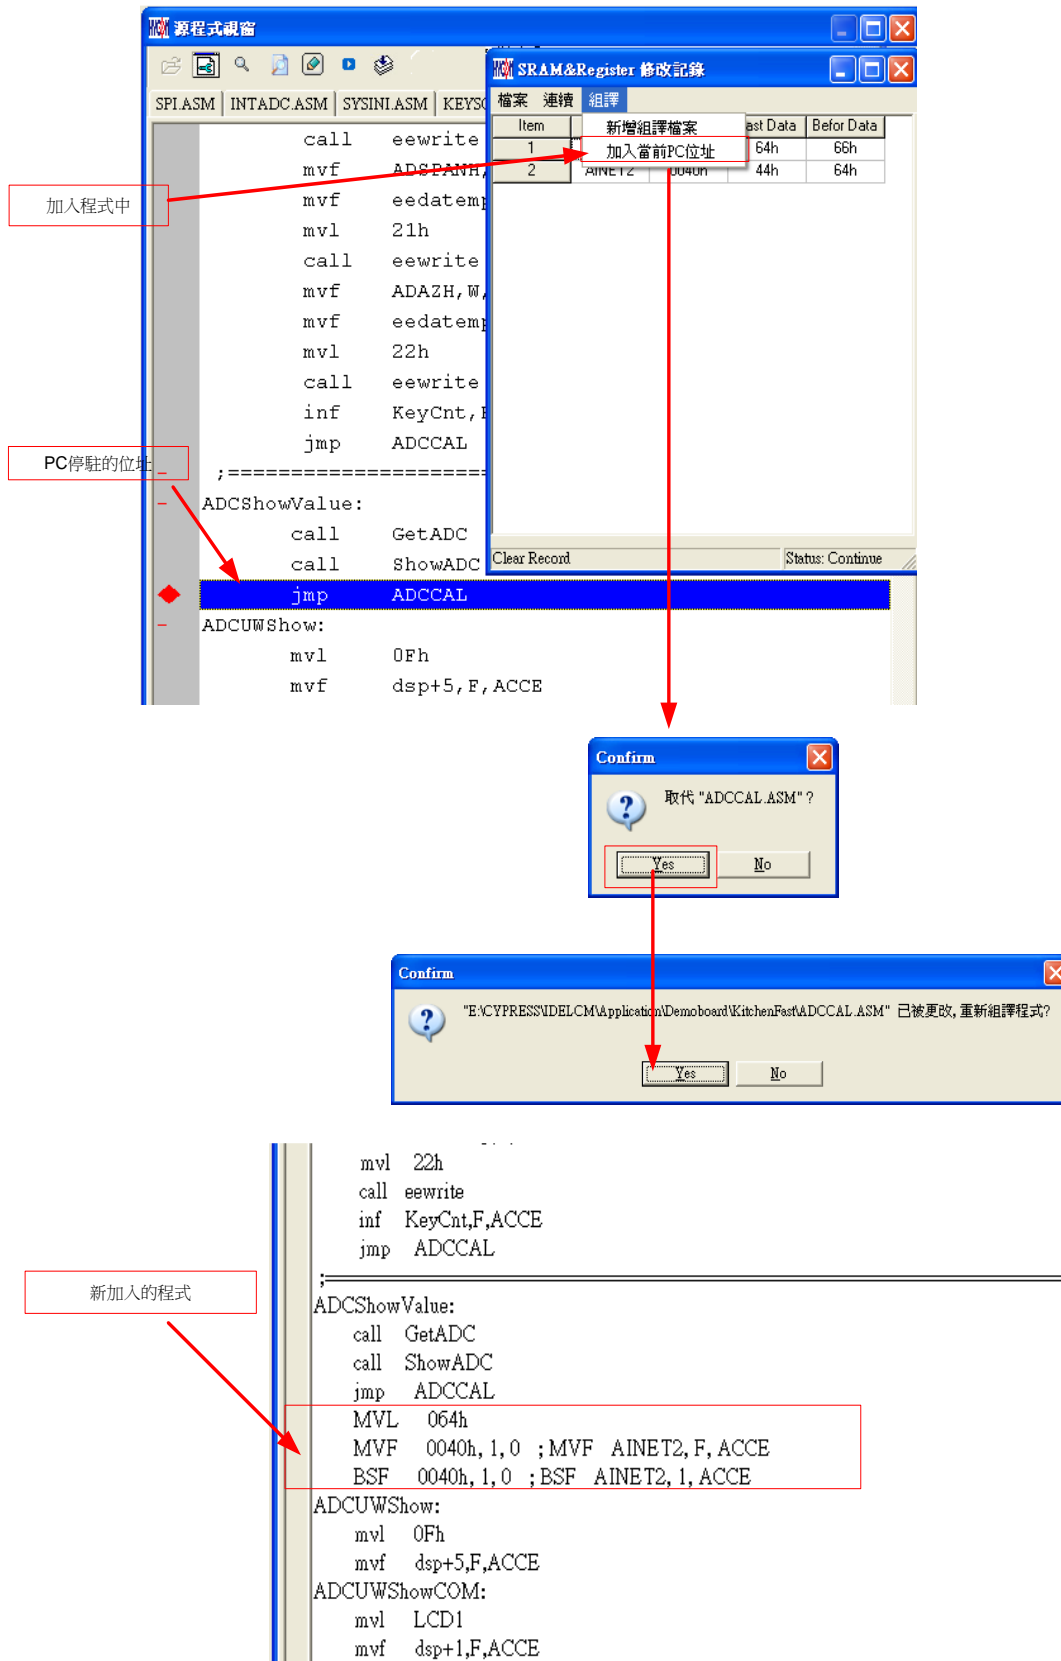 源程式視窗
SRAM&Register 修改記錄
SPI.ASM INTADC.ASM SYSINI.ASM
檔案 連續 組譯
Item Befor Data
新增組譯檔案
加入當前PC位址
1 64h 66h
2 AINET2 0040h 44h 64h
加入程式中
call eewrite
mvf ADSPANH,
mvf
mvl 21h
call eewrite
mvf ADAZH,W,
mvf
mvl 22h
call eewrite
inf KeyCnt,
jmp ADCCAL
PC停駐的位址
;======================
ADCShowValue:
call GetADC
call ShowADC
Clear Record Status: Continue
jmp ADCCAL
ADCUWShow:
mvl 0Fh
mvf dsp+5,F,ACCE
Confirm
取代 "ADCCAL.ASM" ?
Yes No
Confirm
"E:\CYPRESS\IDELCM\Application\Demoboard\KitchenFast\ADCCAL.ASM" 已被更改, 重新組譯程式?
Yes No
mvl 22h
call eewrite
inf KeyCnt,F,ACCE
jmp ADCCAL
新加入的程式
ADCShowValue:
call GetADC
call ShowADC
jmp ADCCAL
MVL 064h
MVF 0040h, 1, 0 ;MVF AINET2, F, ACCE
BSF 0040h, 1, 0 ;BSF AINET2, 1, ACCE
ADCUWShow:
mvl 0Fh
mvf dsp+5,F,ACCE
ADCUWShowCOM:
mvl LCD1
mvf dsp+1,F,ACCE